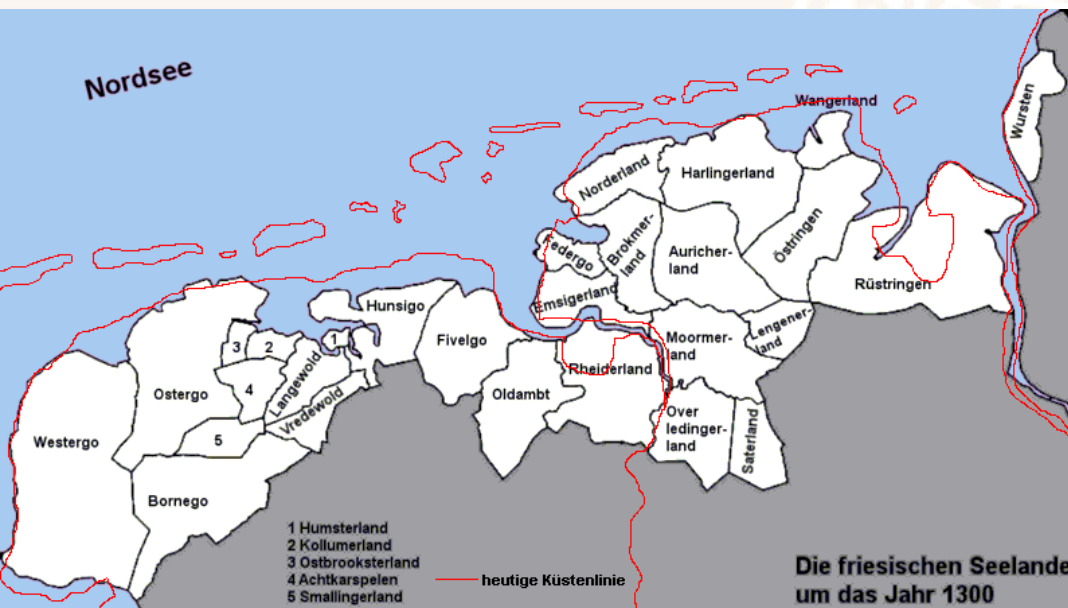 Nordsee
Wangerland
Wursten
Norderland
Harlingerland
Federgo
Brokmer-
land
Auricher-
land
Östringen
Rüstringen
Emsigerland
Hunsigo
Fivelgo
Moormer-
land
Lengener-
land
1
3
2
4
5
Langewold
Vredewold
Ostergo
Oldambt
Rheiderland
Westergo
Over
ledinger-
land
Saterland
Bornego
1 Humsterland
2 Kollumerland
3 Ostbrooksterland
4 Achtkarspelen
5 Smallingerland
heutige Küstenlinie
Die friesischen Seelande
um das Jahr 1300